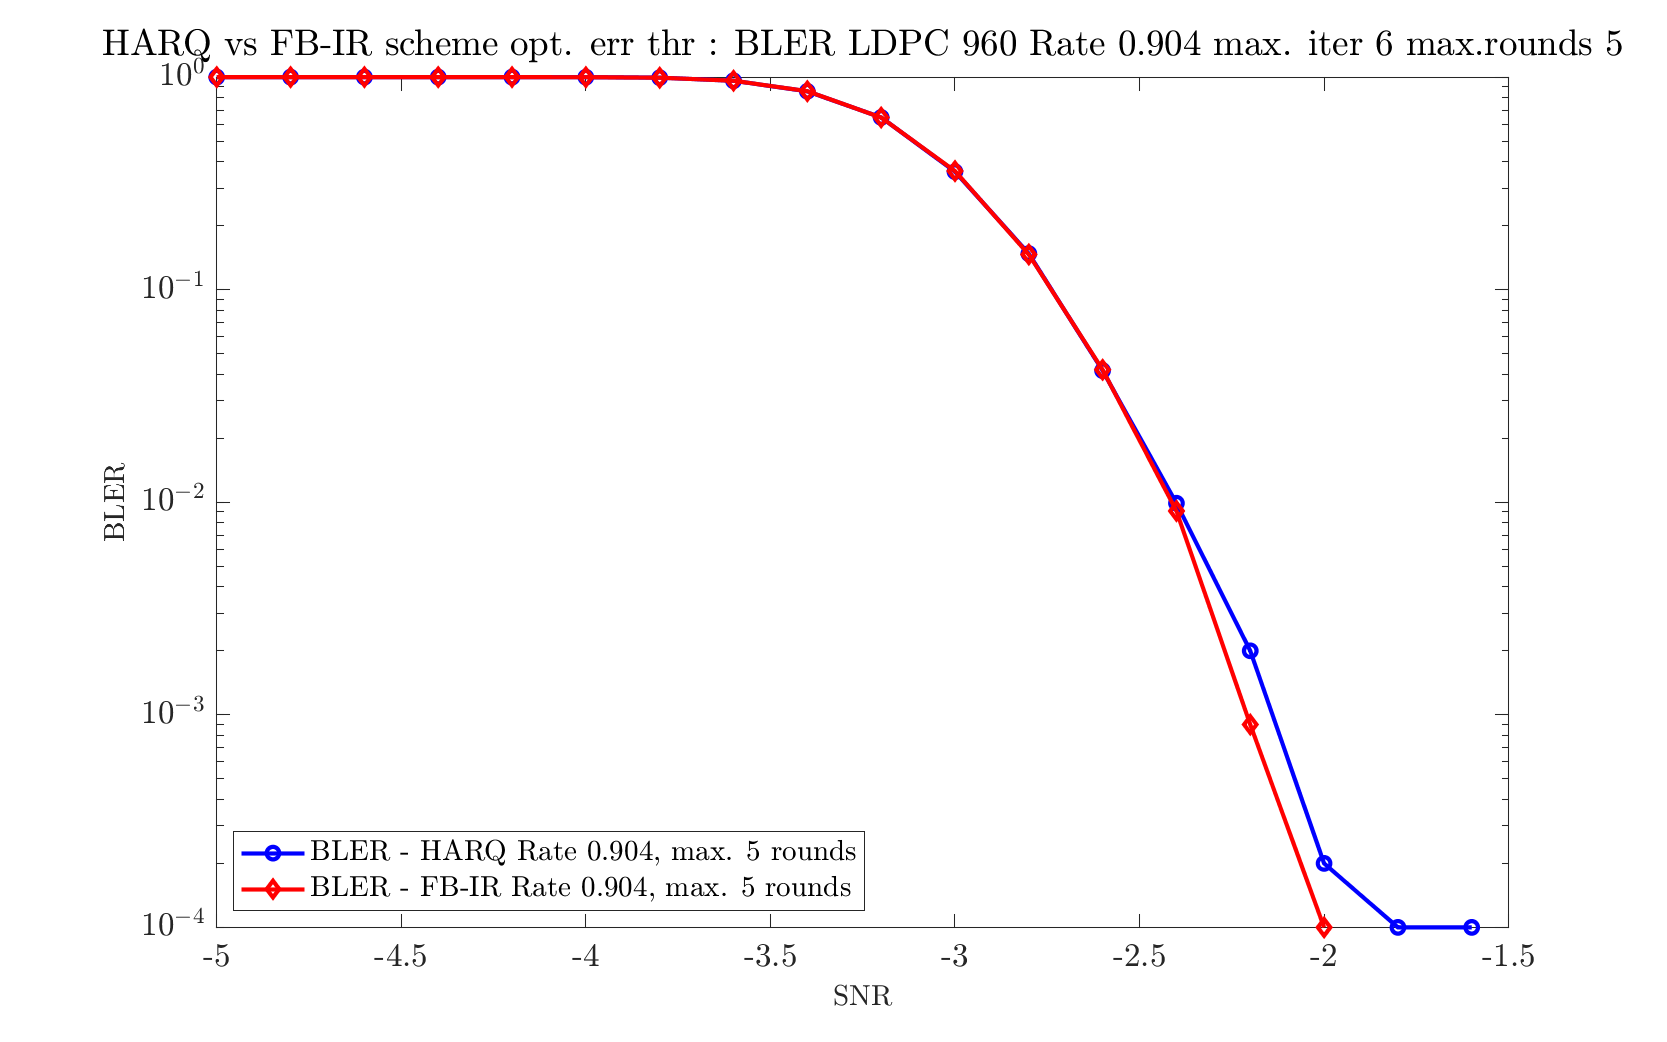 HARQ vs FB-IR scheme opt. err thr : BLER LDPC 960 Rate 0.904 max. iter 6 max.rounds 5
10^0
10^{-1}
10^{-2}
10^{-3}
10^{-4}
BLER
BLER - HARQ Rate 0.904, max. 5 rounds
BLER - FB-IR Rate 0.904, max. 5 rounds
-5 -4.5 -4 -3.5 -3 -2.5 -2 -1.5
SNR